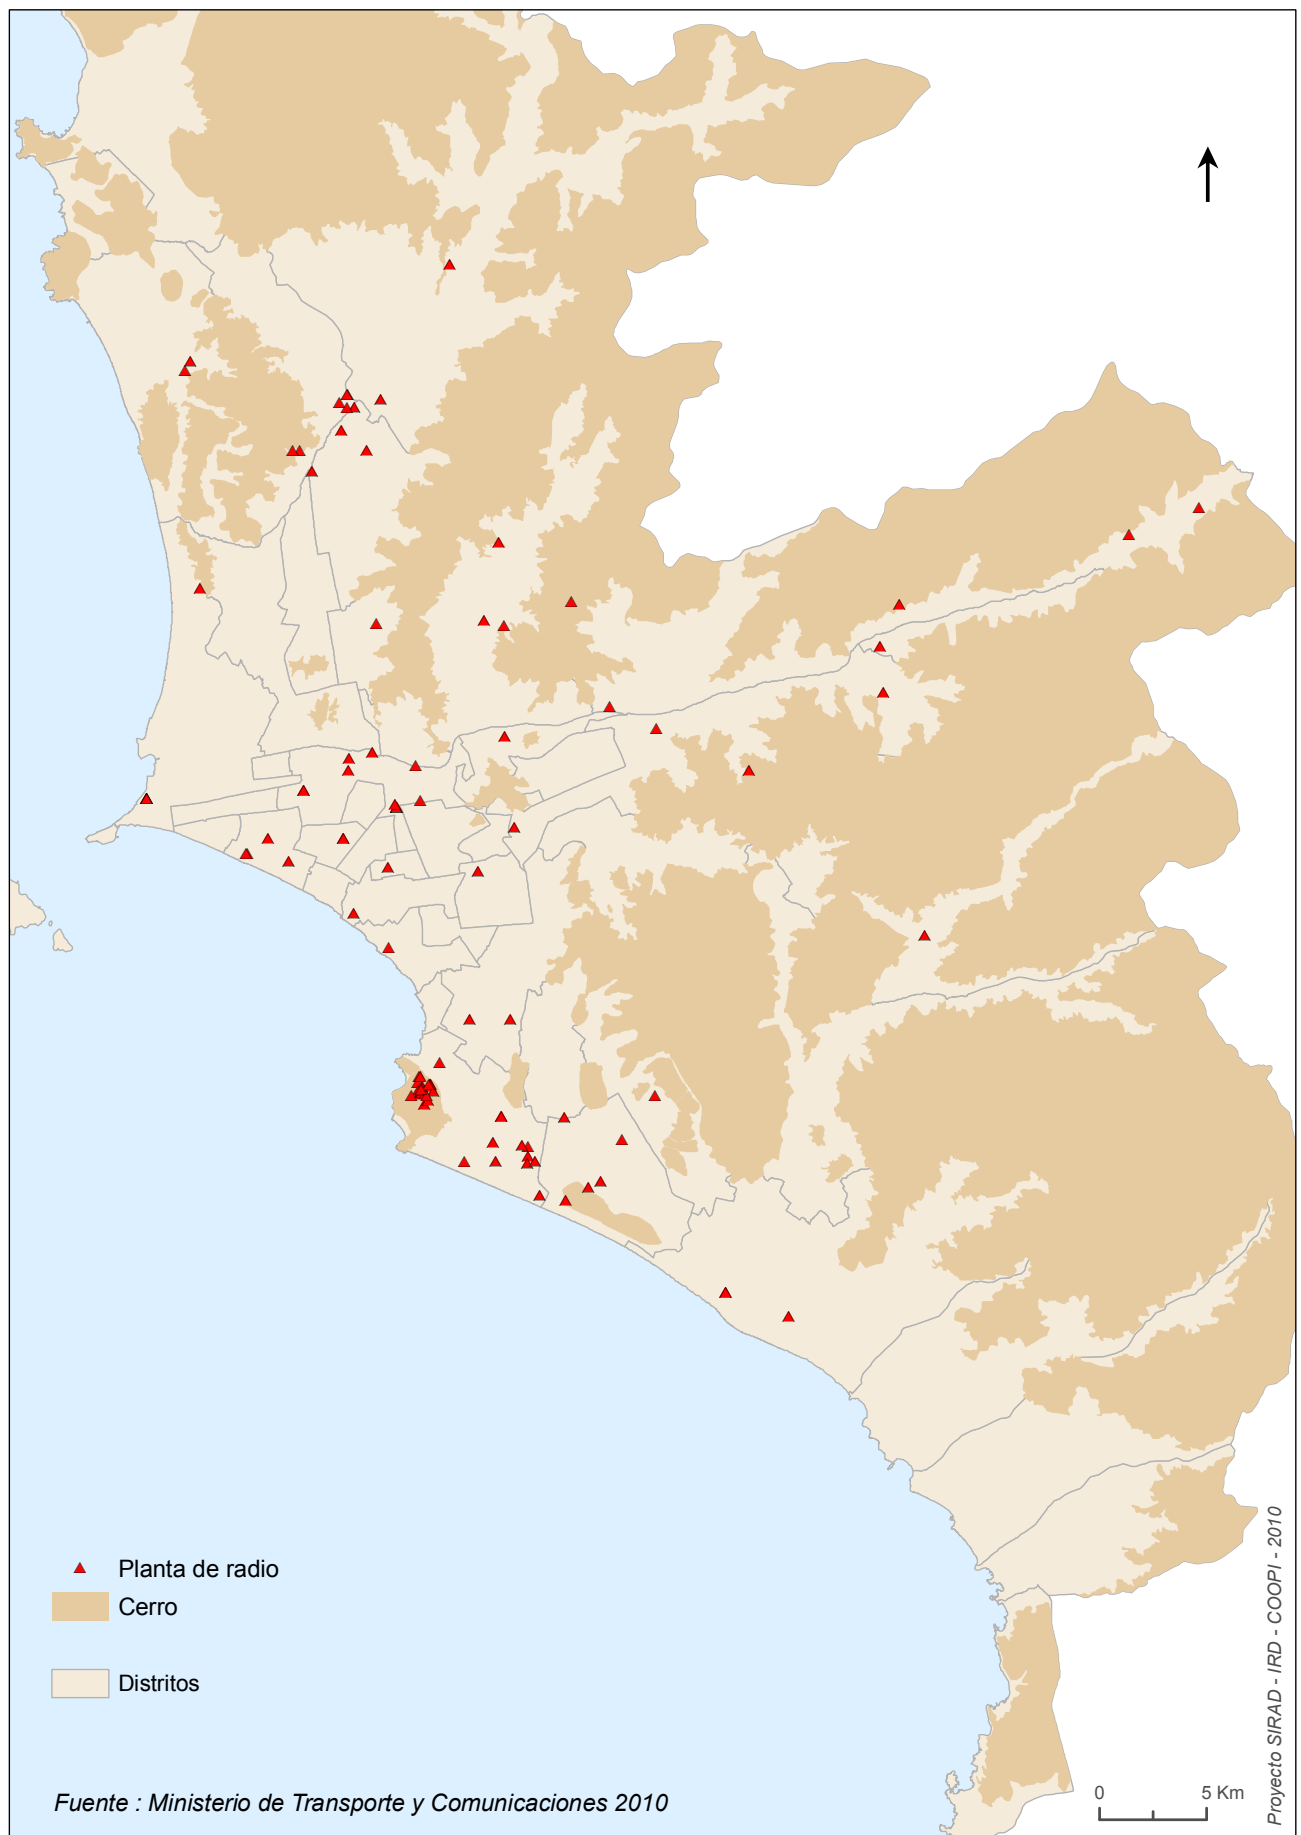 Planta de radio
Cerro
Distritos
Fuente : Ministerio de Transporte y Comunicaciones 2010
0 5 Km
Proyecto SIRAD - IRD - COOPI - 2010